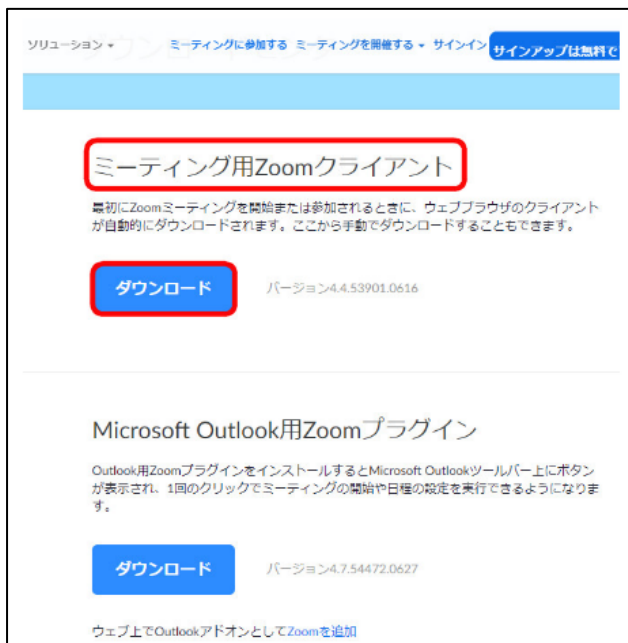 ソリューション ミーティングに参加する ミーティングを開催する サインイン サインアップは無料で
ミーティング用Zoomクライアント
最初にZoomミーティングを開始または参加されるときに、ウェブブラウザのクライアント
が自動的にダウンロードされます。ここから手動でダウンロードすることもできます。
ダウンロード バージョン4.4.53901.0616
Microsoft Outlook用Zoomプラグイン
Outlook用ZoomプラグインをインストールするとMicrosoft Outlookツールバー上にボタン
が表示され、1回のクリックでミーティングの開始や日程の設定を実行できるようになりま
す。
ダウンロード バージョン4.7.54472.0627
ウェブ上でOutlookアドオンとしてZoomを追加